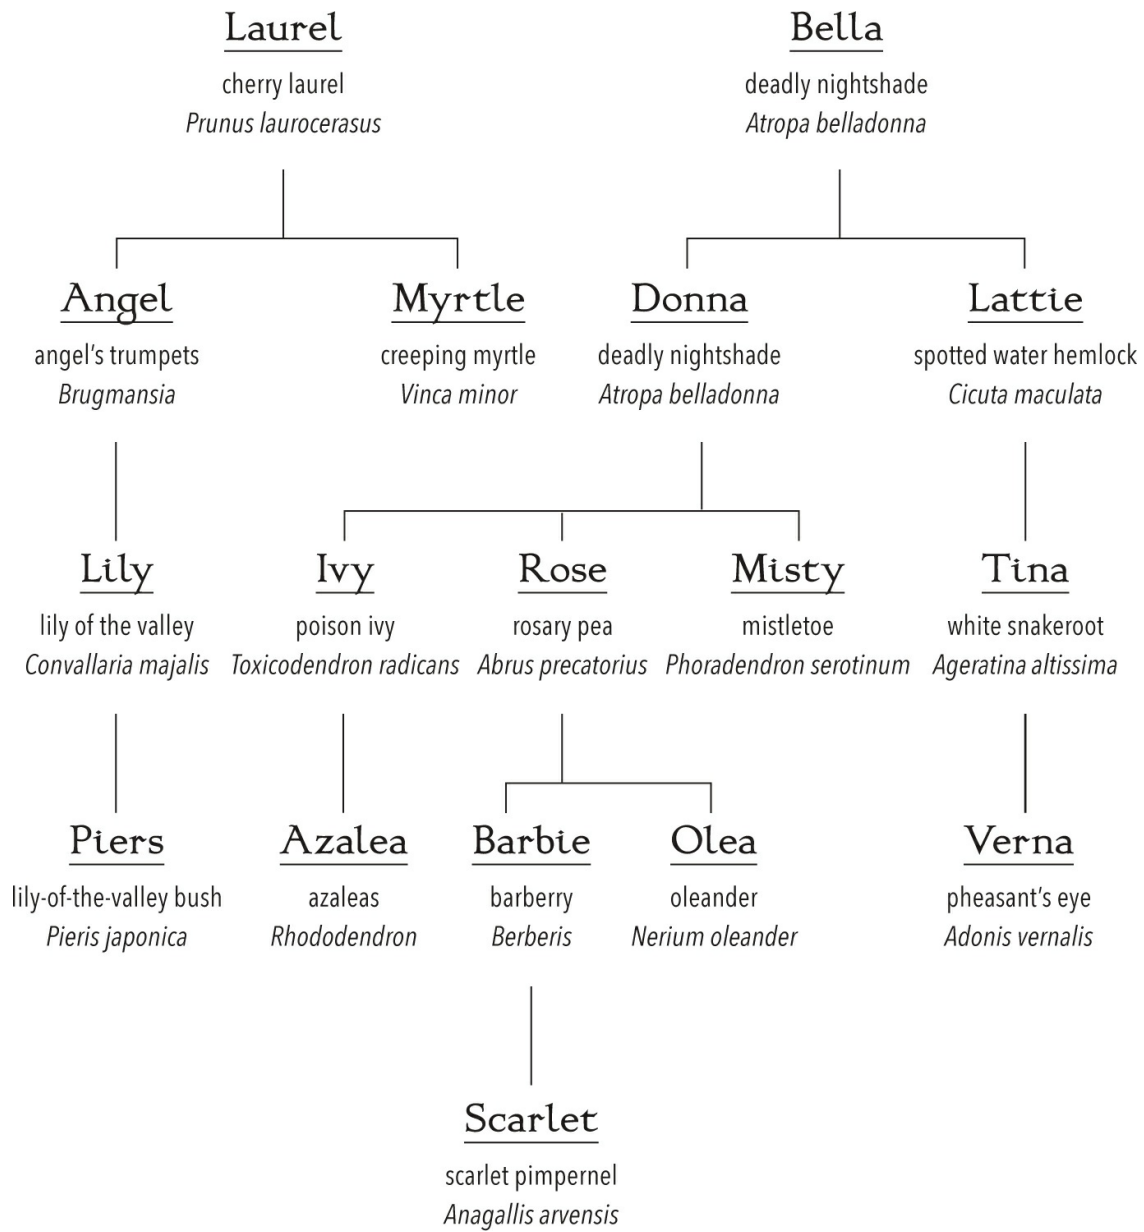 Laurel
cherry laurel
Prunus laurocerasus
Bella
deadly nightshade
Atropa belladonna
Angel
angel's trumpets
Brugmansia
Myrtle
creeping myrtle
Vinca minor
Donna
deadly nightshade
Atropa belladonna
Lattie
spotted water hemlock
Cicuta maculata
Lily
lily of the valley
Convallaria majalis
Ivy
poison ivy
Toxicodendron radicans
Rose
rosary pea
Abrus precatorius
Misty
mistletoe
Phoradendron serotinum
Tina
white snakeroot
Ageratina altissima
Piers
lily-of-the-valley bush
Pieris japonica
Azalea
azaleas
Rhododendron
Barbie
barberry
Berberis
Olea
oleander
Nerium oleander
Verna
pheasant's eye
Adonis vernalis
Scarlet
scarlet pimpernel
Anagallis arvensis